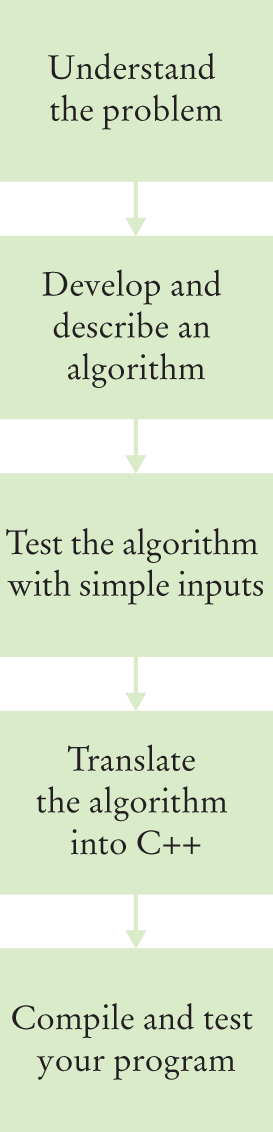 Understand
the problem
Develop and
describe an
algorithm
Test the algorithm
with simple inputs
Translate
the algorithm
into C++
Compile and test
your program